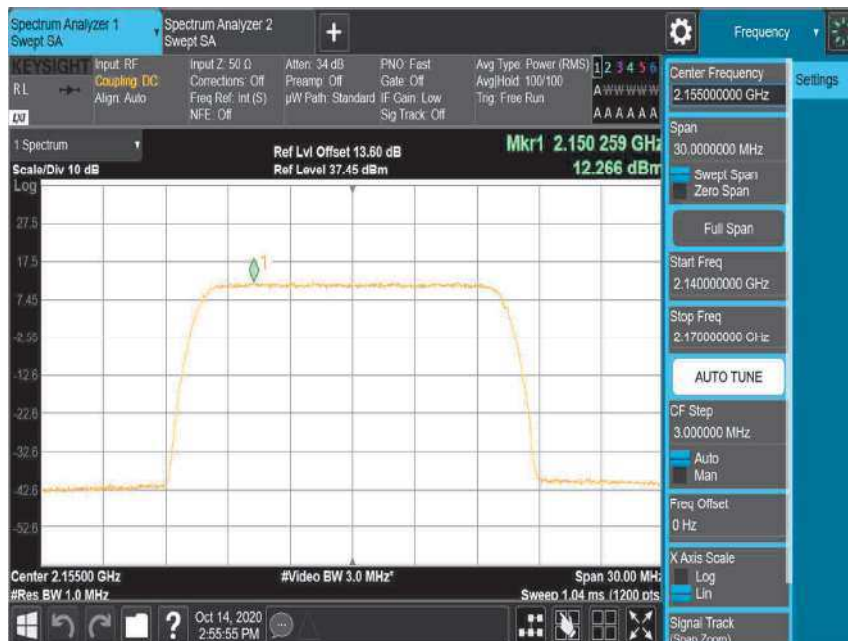 Spectrum Analyzer 1
Swept SA
Spectrum Analyzer 2
Swept SA
+
Frequency
KEYSIGHT
RL
LXI
Input: RF
Coupling: DC
Align: Auto
Input Z: 50 Ω
Corrections: Off
Freq Ref: Int (S)
NFE: Off
Atten: 34 dB
Preamp: Off
µW Path: Standard
PNO: Fast
Gate: Off
IF Gain: Low
Sig Track: Off
Avg Type: Power (RMS)
Avg|Hold: 100/100
Trig: Free Run
1 2 3 4 5 6
A W W W W W
A A A A A A
1 Spectrum
Scale/Div 10 dB
Ref Lvl Offset 13.60 dB
Ref Level 37.45 dBm
Mkr1 2.150 259 GHz
12.266 dBm
Log
27.5
17.5
7.45
-2.55
-12.6
-22.6
-32.6
-42.6
-52.6
1
Center 2.15500 GHz
#Res BW 1.0 MHz
#Video BW 3.0 MHz*
Span 30.00 MHz
Sweep 1.04 ms (1200 pts
Center Frequency
2.155000000 GHz
Span
30.0000000 MHz
Swept Span
Zero Span
Full Span
Start Freq
2.140000000 GHz
Stop Freq
2.170000000 GHz
AUTO TUNE
CF Step
3.000000 MHz
Auto
Man
Freq Offset
0 Hz
X Axis Scale
Log
Lin
Signal Track
(Span Zoom)
Settings
?
Oct 14, 2020
2:55:55 PM